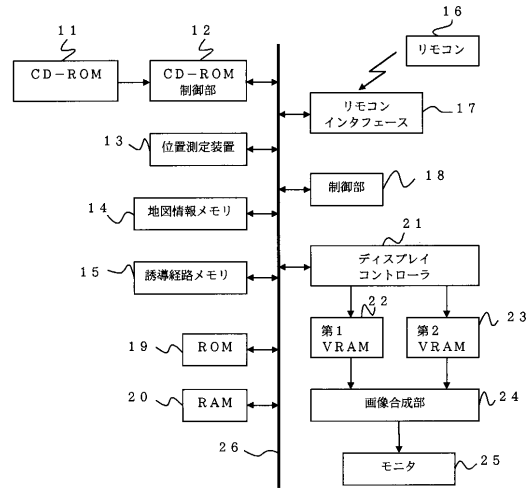 １１
１２
１６
リモコン
ＣＤ－ＲＯＭ
ＣＤ－ＲＯＭ
制御部
リモコン
インタフェース
１７
１３
位置測定装置
制御部
１８
１４
地図情報メモリ
２１
１５
誘導経路メモリ
ディスプレイ
コントローラ
２２
２３
第１
ＶＲＡＭ
第２
ＶＲＡＭ
１９
ＲＯＭ
２０
ＲＡＭ
画像合成部
２４
２６
モニタ
２５